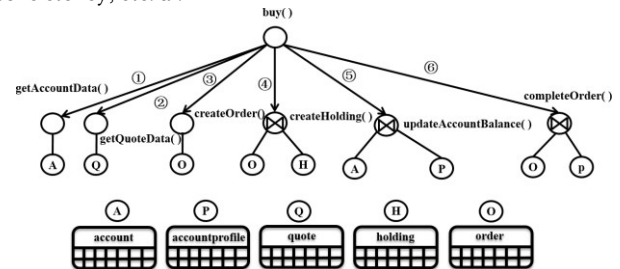 buy( )
① ② ③ ④ ⑤ ⑥
getAccountData( )
getQuoteData( )
createOrder()
createHolding( )
updateAccountBalance( )
completeOrder( )
A Q O O H A P O p
A P Q H O
account accountprofile quote holding order